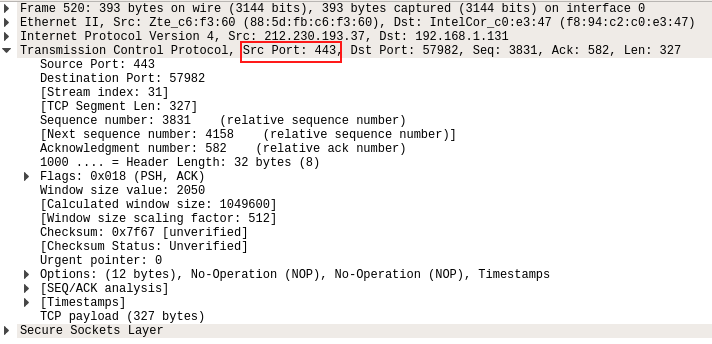 Frame 520: 393 bytes on wire (3144 bits), 393 bytes captured (3144 bits) on interface 0
Ethernet II, Src: Zte_c6:f3:60 (88:5d:fb:c6:f3:60), Dst: IntelCor_c0:e3:47 (f8:94:c2:c0:e3:47)
Internet Protocol Version 4, Src: 212.230.193.37, Dst: 192.168.1.131
Transmission Control Protocol, Src Port: 443, Dst Port: 57982, Seq: 3831, Ack: 582, Len: 327
Source Port: 443
Destination Port: 57982
[Stream index: 31]
[TCP Segment Len: 327]
Sequence number: 3831    (relative sequence number)
[Next sequence number: 4158    (relative sequence number)]
Acknowledgment number: 582    (relative ack number)
1000 .... = Header Length: 32 bytes (8)
Flags: 0x018 (PSH, ACK)
Window size value: 2050
[Calculated window size: 1049600]
[Window size scaling factor: 512]
Checksum: 0x7f67 [unverified]
[Checksum Status: Unverified]
Urgent pointer: 0
Options: (12 bytes), No-Operation (NOP), No-Operation (NOP), Timestamps
[SEQ/ACK analysis]
[Timestamps]
TCP payload (327 bytes)
Secure Sockets Layer